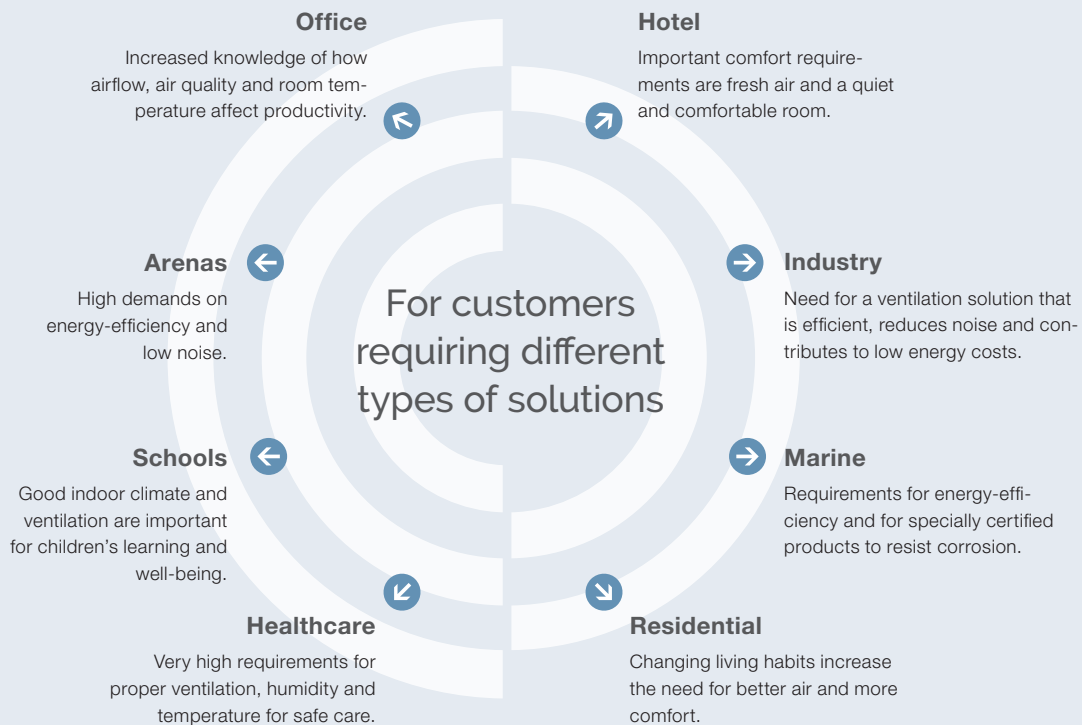 Office
Increased knowledge of how
airflow, air quality and room tem-
perature affect productivity.
Hotel
Important comfort require-
ments are fresh air and a quiet
and comfortable room.
Arenas
High demands on
energy-efficiency and
low noise.
For customers
requiring different
types of solutions
Industry
Need for a ventilation solution that
is efficient, reduces noise and con-
tributes to low energy costs.
Schools
Good indoor climate and
ventilation are important
for children’s learning and
well-being.
Marine
Requirements for energy-effi-
ciency and for specially certified
products to resist corrosion.
Healthcare
Very high requirements for
proper ventilation, humidity and
temperature for safe care.
Residential
Changing living habits increase
the need for better air and more
comfort.